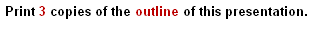 Print 3 copies of the outline of this presentation.